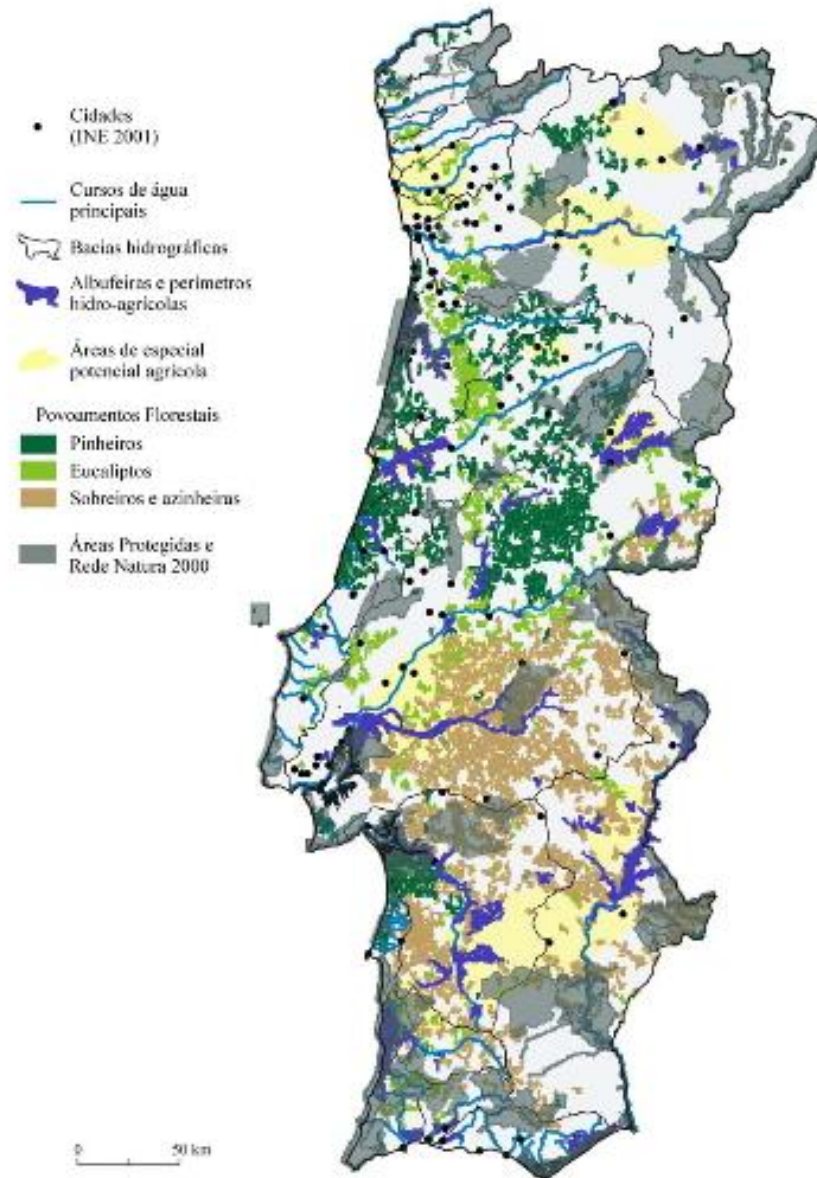 Cidades
(INE 2001)
Cursos de água
principais
Bacias hidrográficas
Albufeiras e perímetros
hidro-agrícolas
Áreas de especial
potencial agrícola
Povoamentos Florestais
Pinheiros
Eucaliptos
Sobreiros e azinheiras
Áreas Protegidas e
Rede Natura 2000
0 50 km